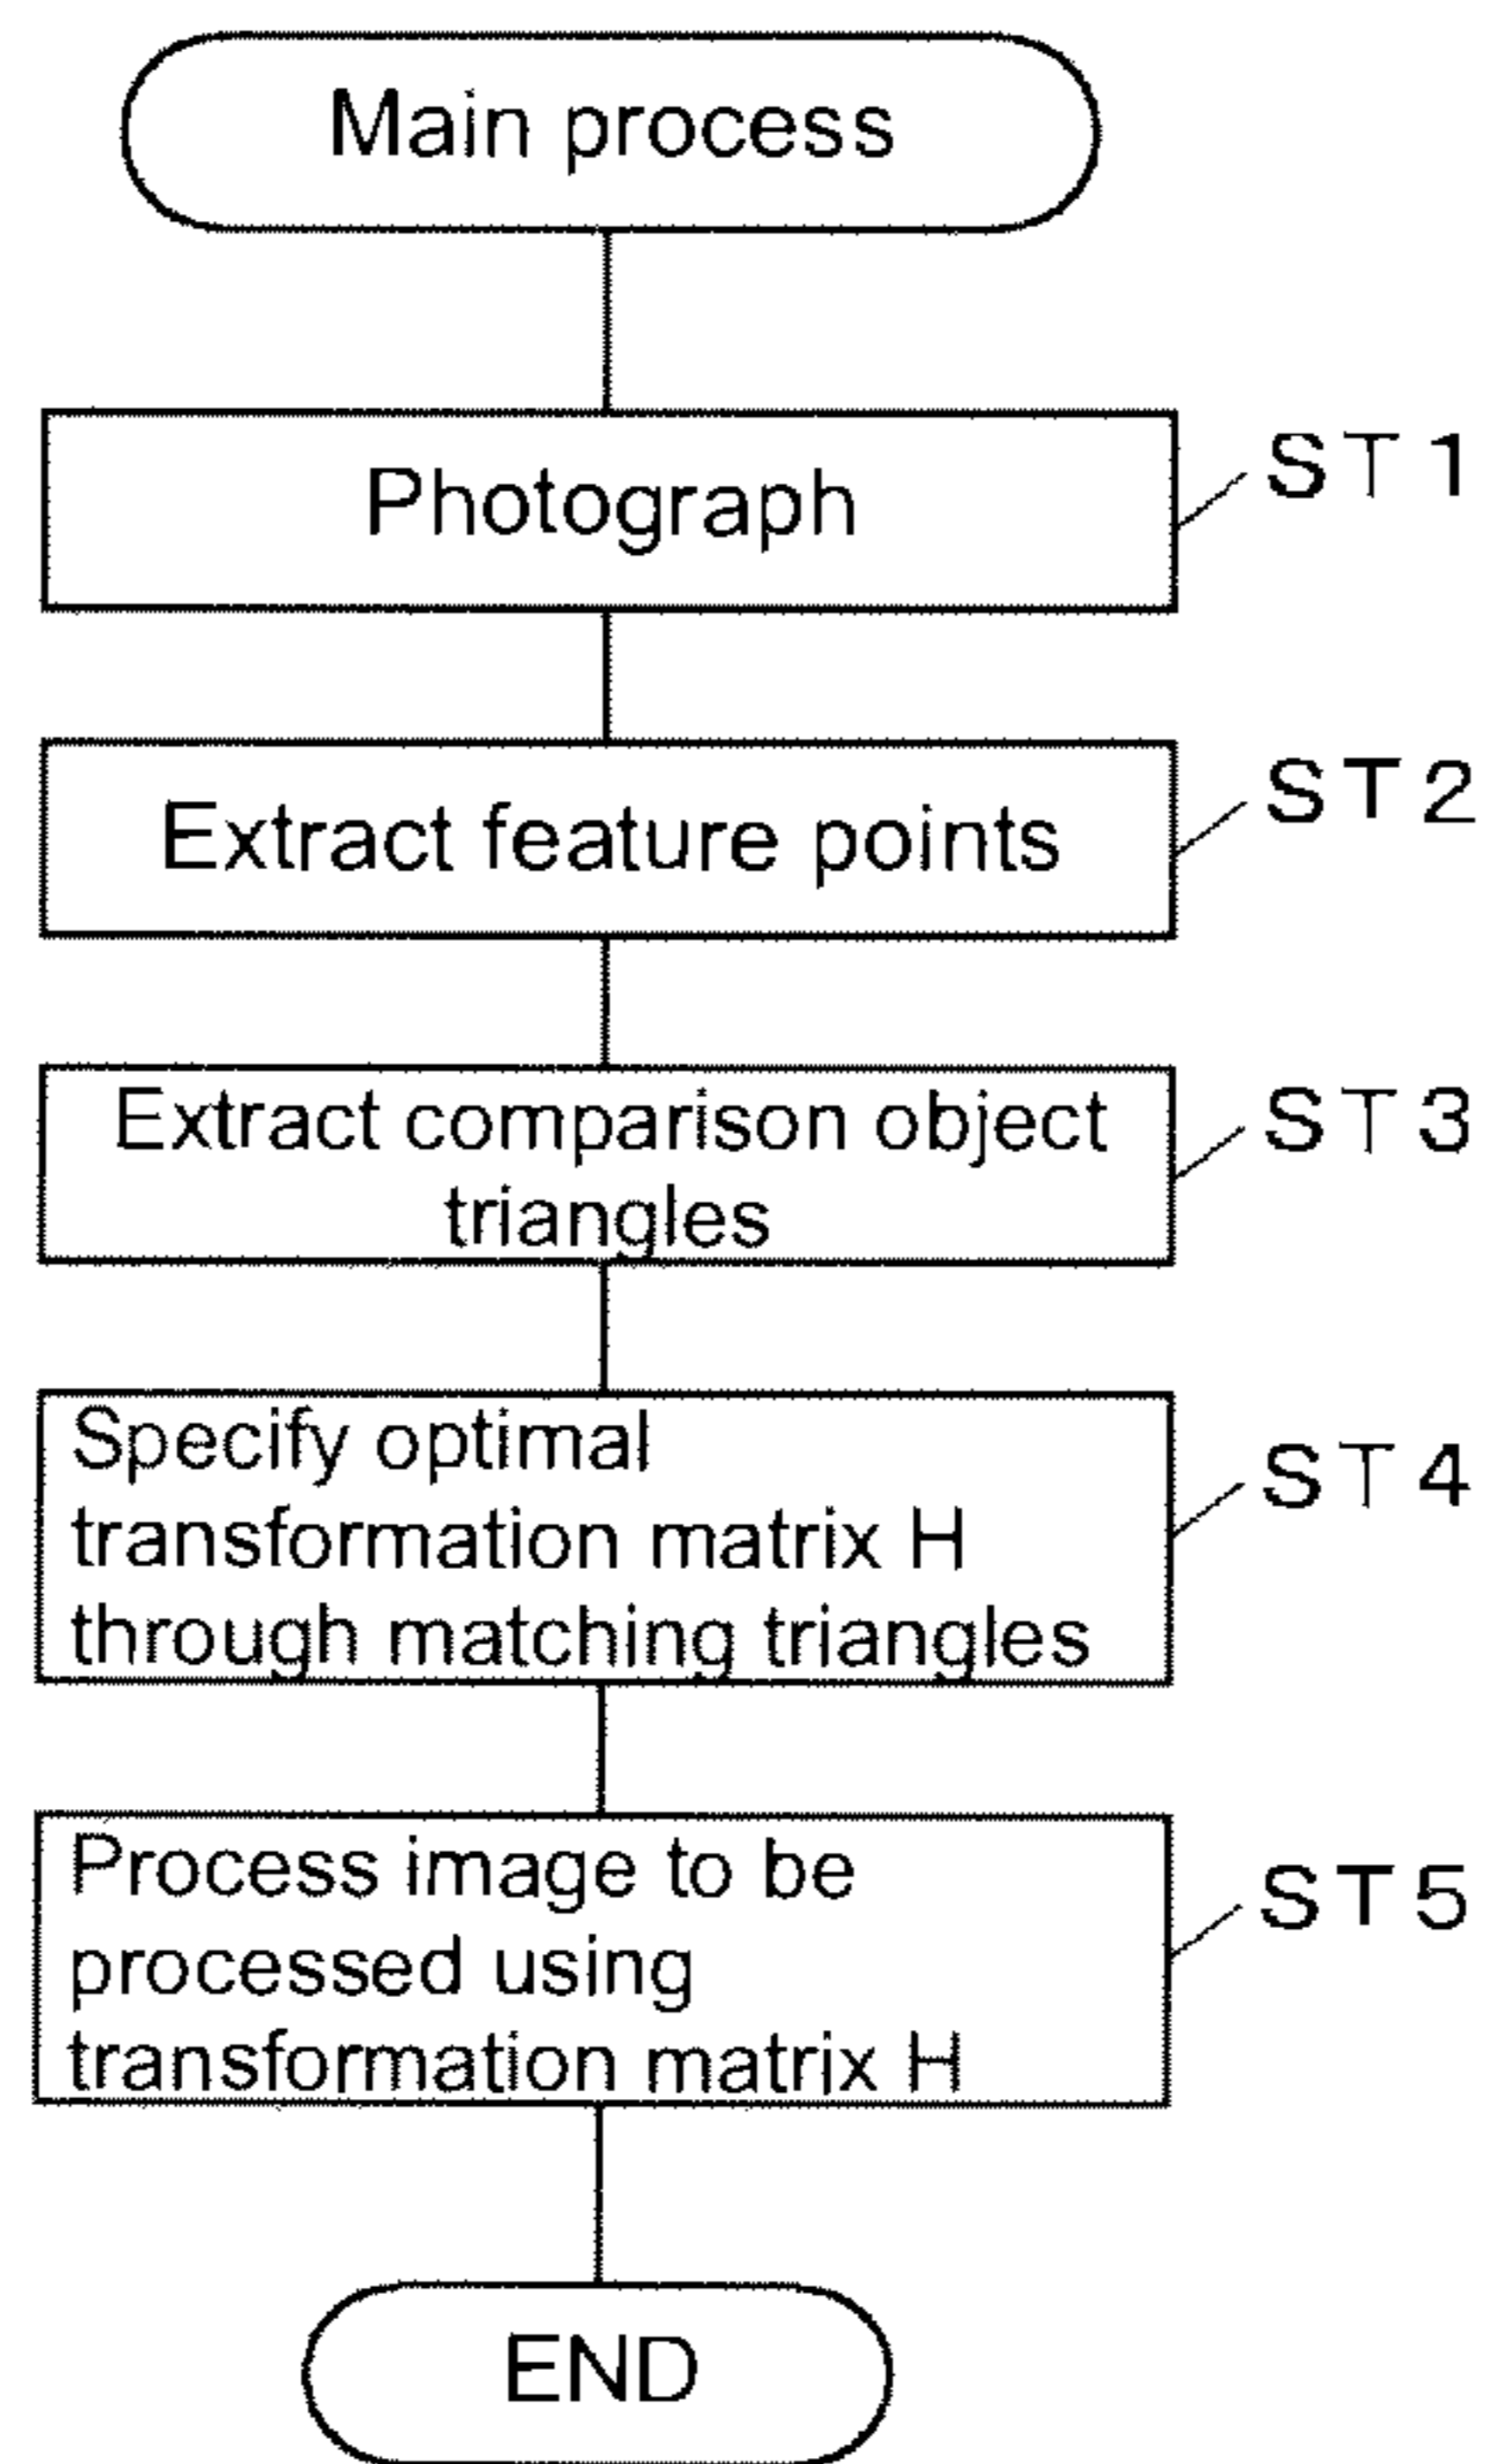 Main process
Photograph
ST1
Extract feature points
ST2
Extract comparison object
triangles
ST3
Specify optimal
transformation matrix H
through matching triangles
ST4
Process image to be
processed using
transformation matrix H
ST5
END